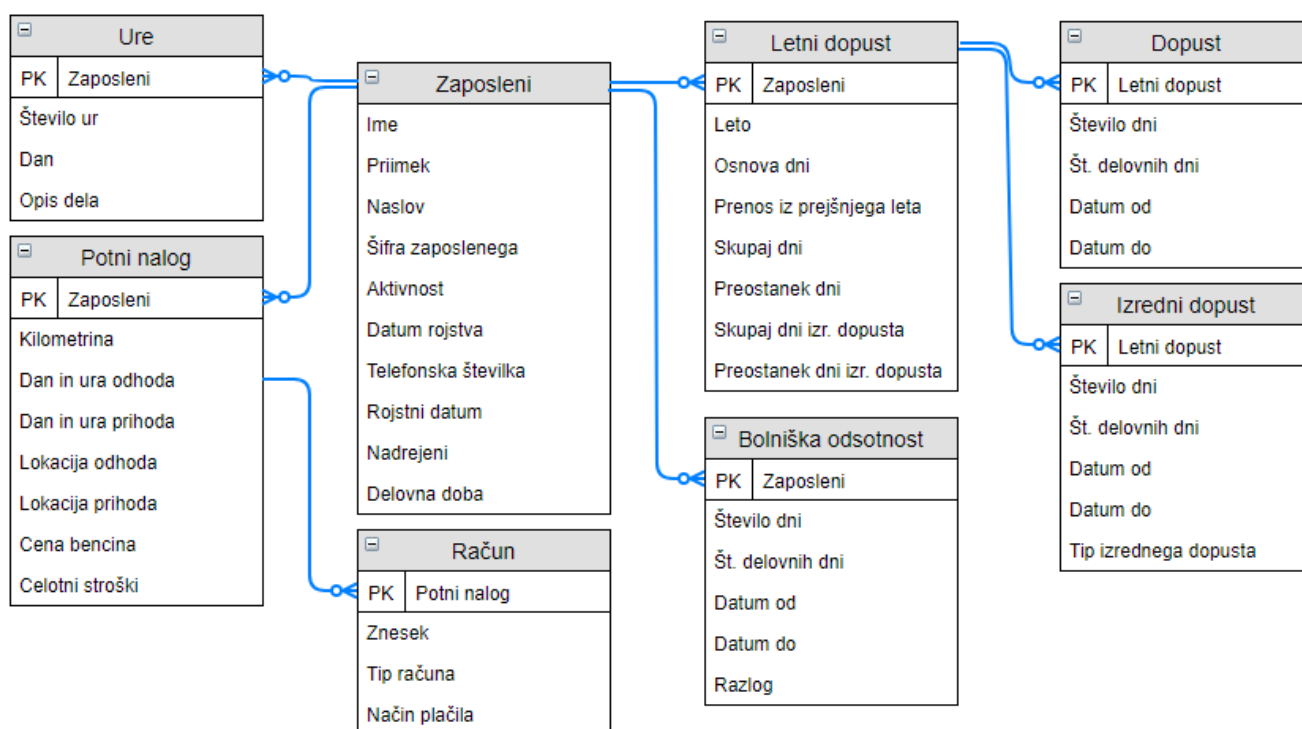 Ure
PK Zaposleni
Število ur
Dan
Opis dela
Potni nalog
PK Zaposleni
Kilometrina
Dan in ura odhoda
Dan in ura prihoda
Lokacija odhoda
Lokacija prihoda
Cena bencina
Celotni stroški
Zaposleni
Ime
Priimek
Naslov
Šifra zaposlenega
Aktivnost
Datum rojstva
Telefonska številka
Rojstni datum
Nadrejeni
Delovna doba
Račun
PK Potni nalog
Znesek
Tip računa
Način plačila
Letni dopust
PK Zaposleni
Leto
Osnova dni
Prenos iz prejšnjega leta
Skupaj dni
Preostanek dni
Skupaj dni izr. dopusta
Preostanek dni izr. dopusta
Bolniška odsotnost
PK Zaposleni
Število dni
Št. delovnih dni
Datum od
Datum do
Razlog
Dopust
PK Letni dopust
Število dni
Št. delovnih dni
Datum od
Datum do
Izredni dopust
PK Letni dopust
Število dni
Št. delovnih dni
Datum od
Datum do
Tip izrednega dopusta